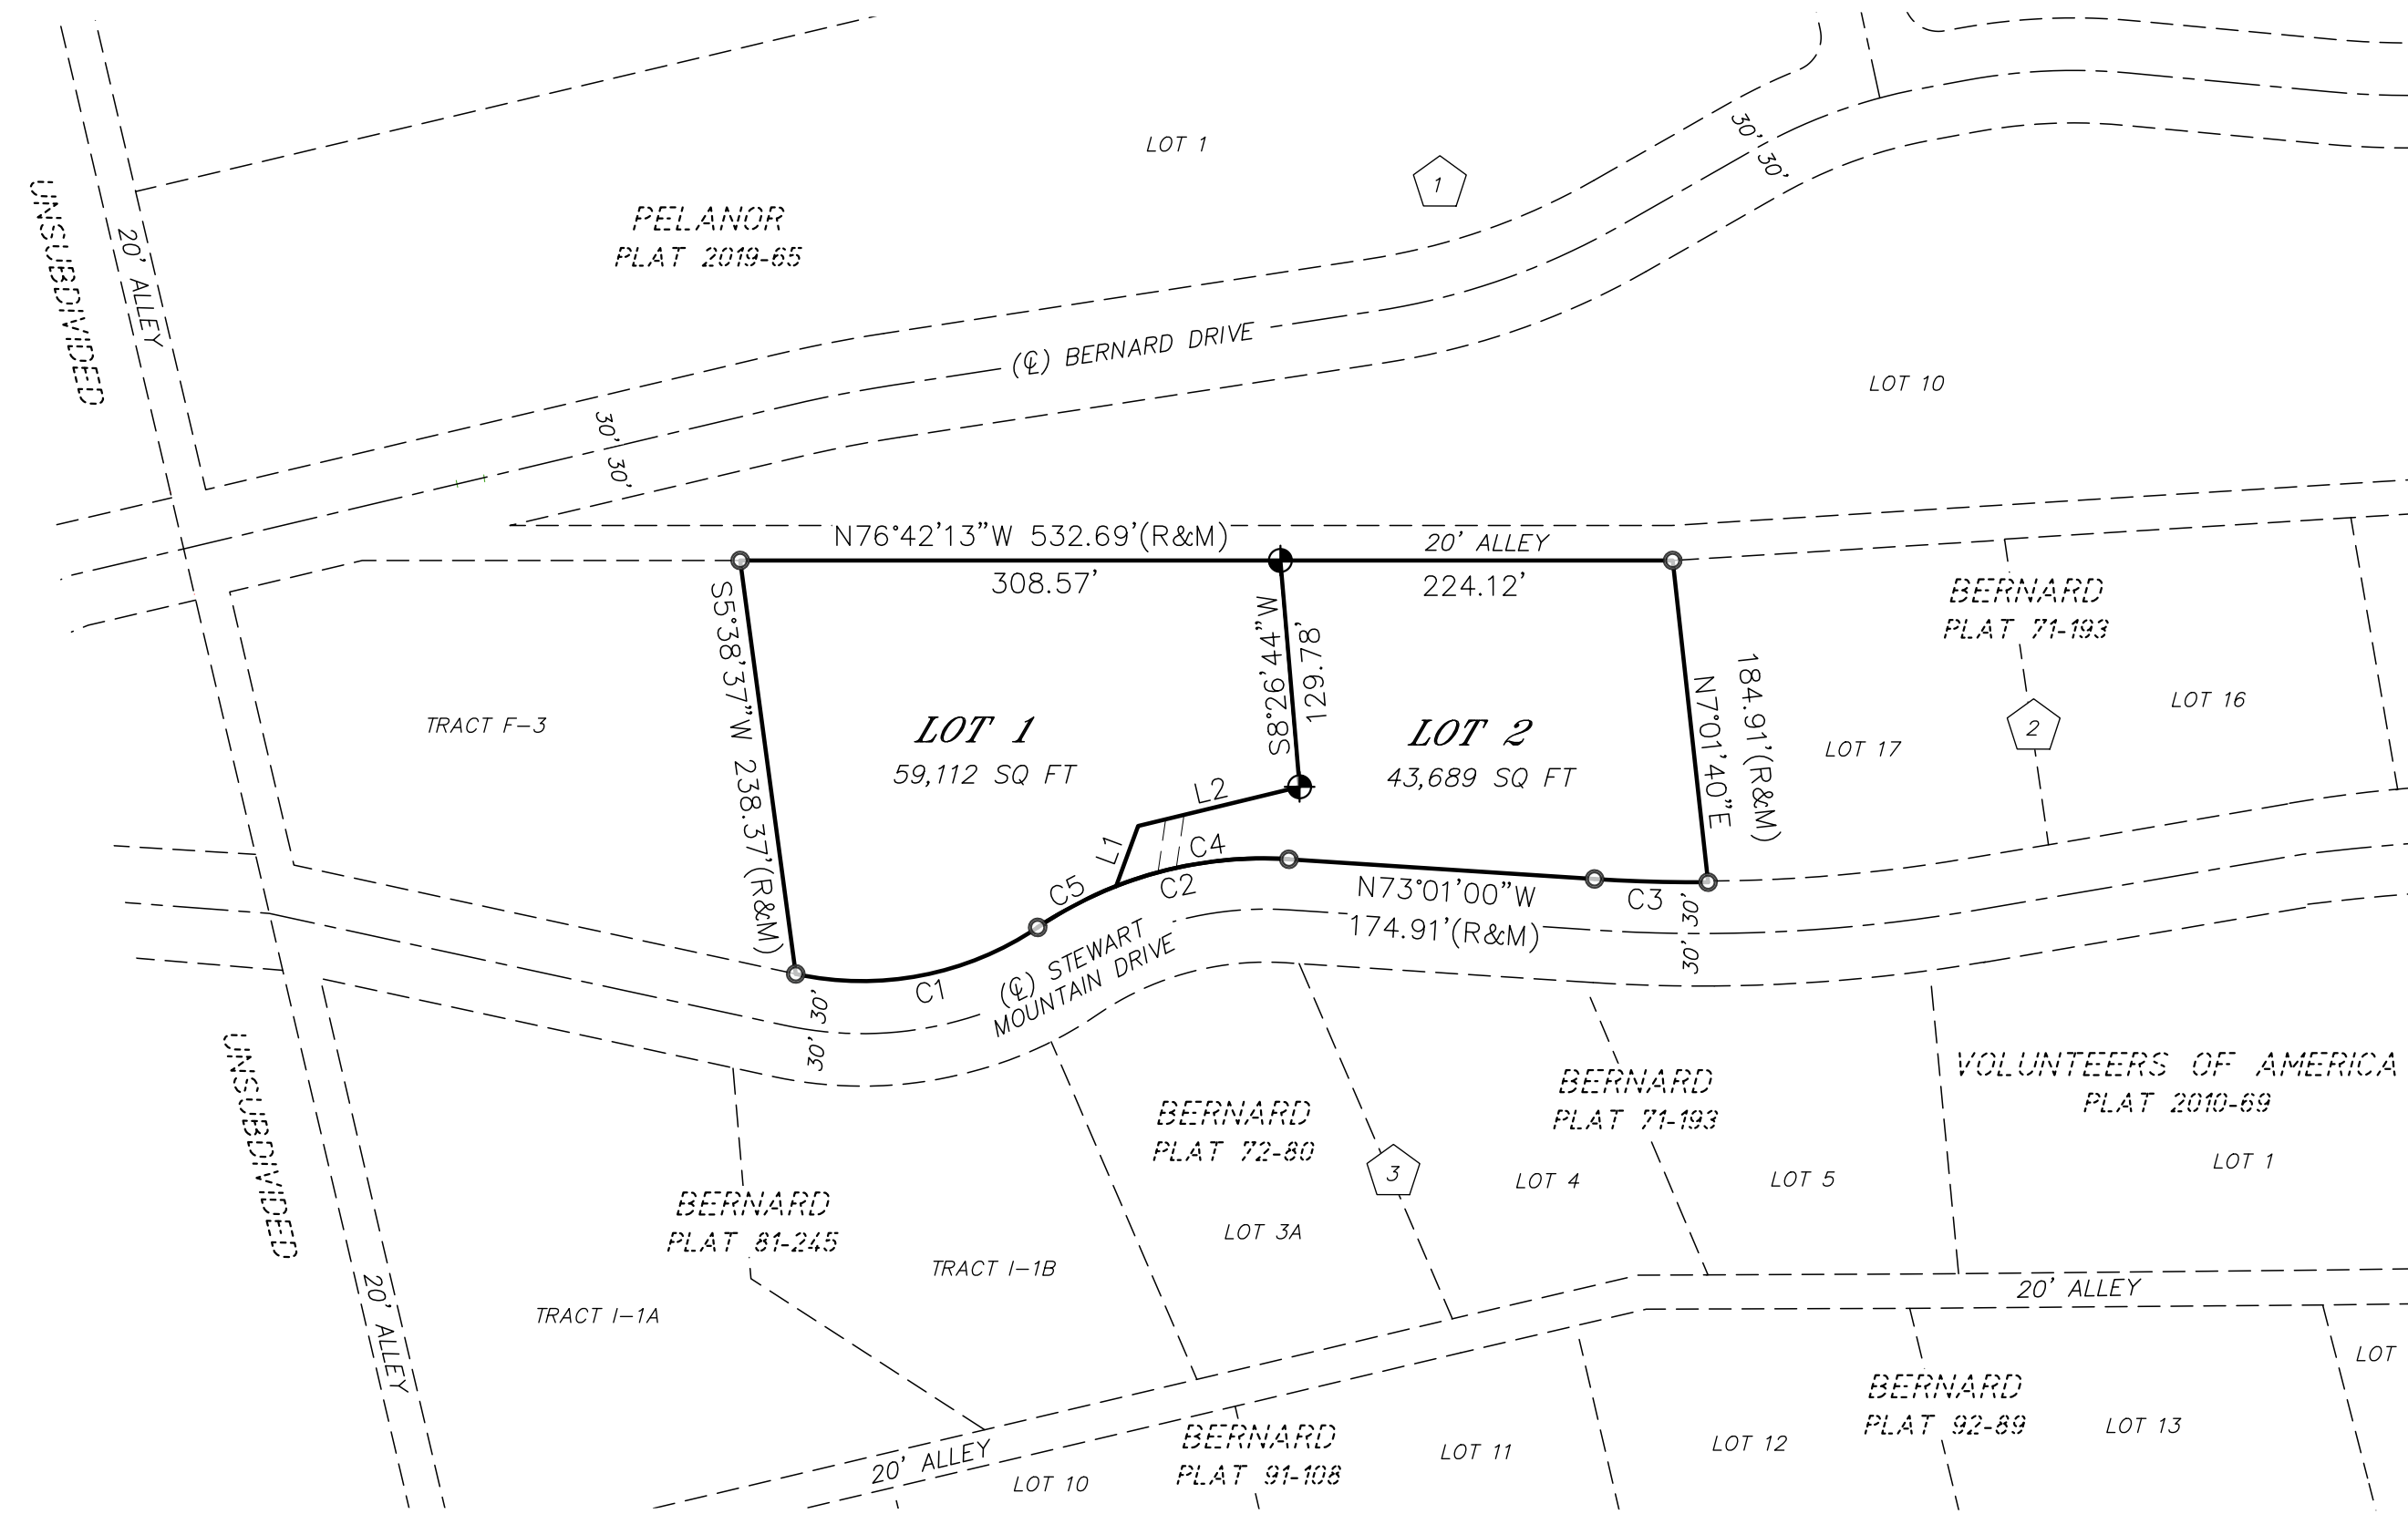 LOT 1
1
PELANOR
PLAT 2019-65
UNSUBDIVIDED
20' ALLEY
30' 30'
(℄) BERNARD DRIVE
LOT 10
30' 30'
N76°42'13"W 532.69'(R&M)
20' ALLEY
308.57'
224.12'
BERNARD
PLAT 71-193
S5°38'37"W 238.37'(R&M)
S8°26'44"W
129.78'
N7°01'40"E
184.91'(R&M)
TRACT F-3
LOT 1
59,112 SQ FT
LOT 2
43,689 SQ FT
LOT 17
2
LOT 16
L2
L1
C4
C2
C5
C3
N73°01'00"W
174.91'(R&M)
30' 30'
C1
(℄) STEWART
MOUNTAIN DRIVE
30' 30'
UNSUBDIVIDED
20' ALLEY
BERNARD
PLAT 72-80
BERNARD
PLAT 71-193
VOLUNTEERS OF AMERICA
PLAT 2010-69
LOT 1
3
LOT 4
LOT 5
BERNARD
PLAT 81-245
LOT 3A
TRACT I-1B
TRACT I-1A
20' ALLEY
LOT
BERNARD
PLAT 92-89
LOT 13
LOT 12
LOT 11
BERNARD
PLAT 91-108
20' ALLEY
LOT 10